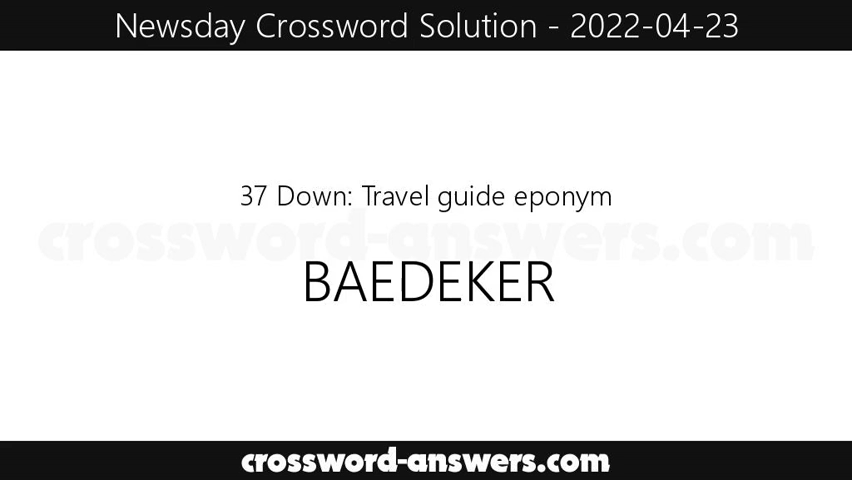 Newsday Crossword Solution - 2022-04-23
37 Down: Travel guide eponym
crossword-answers.com
BAEDEKER
crossword-answers.com